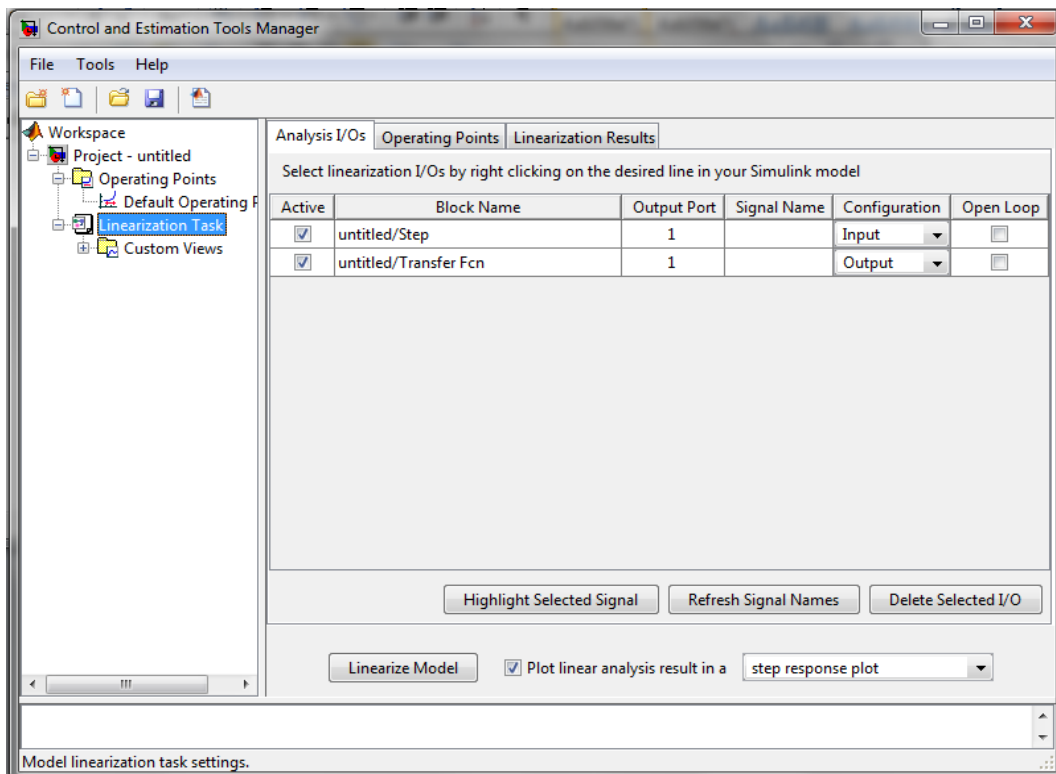 Control and Estimation Tools Manager
File Tools Help
Workspace
Project - untitled
Operating Points
Default Operating P
Linearization Task
Custom Views
Analysis I/Os Operating Points Linearization Results
Select linearization I/Os by right clicking on the desired line in your Simulink model
Active Block Name Output Port Signal Name Configuration Open Loop
untitled/Step 1 Input
untitled/Transfer Fcn 1 Output
Highlight Selected Signal Refresh Signal Names Delete Selected I/O
Linearize Model Plot linear analysis result in a step response plot
Model linearization task settings.